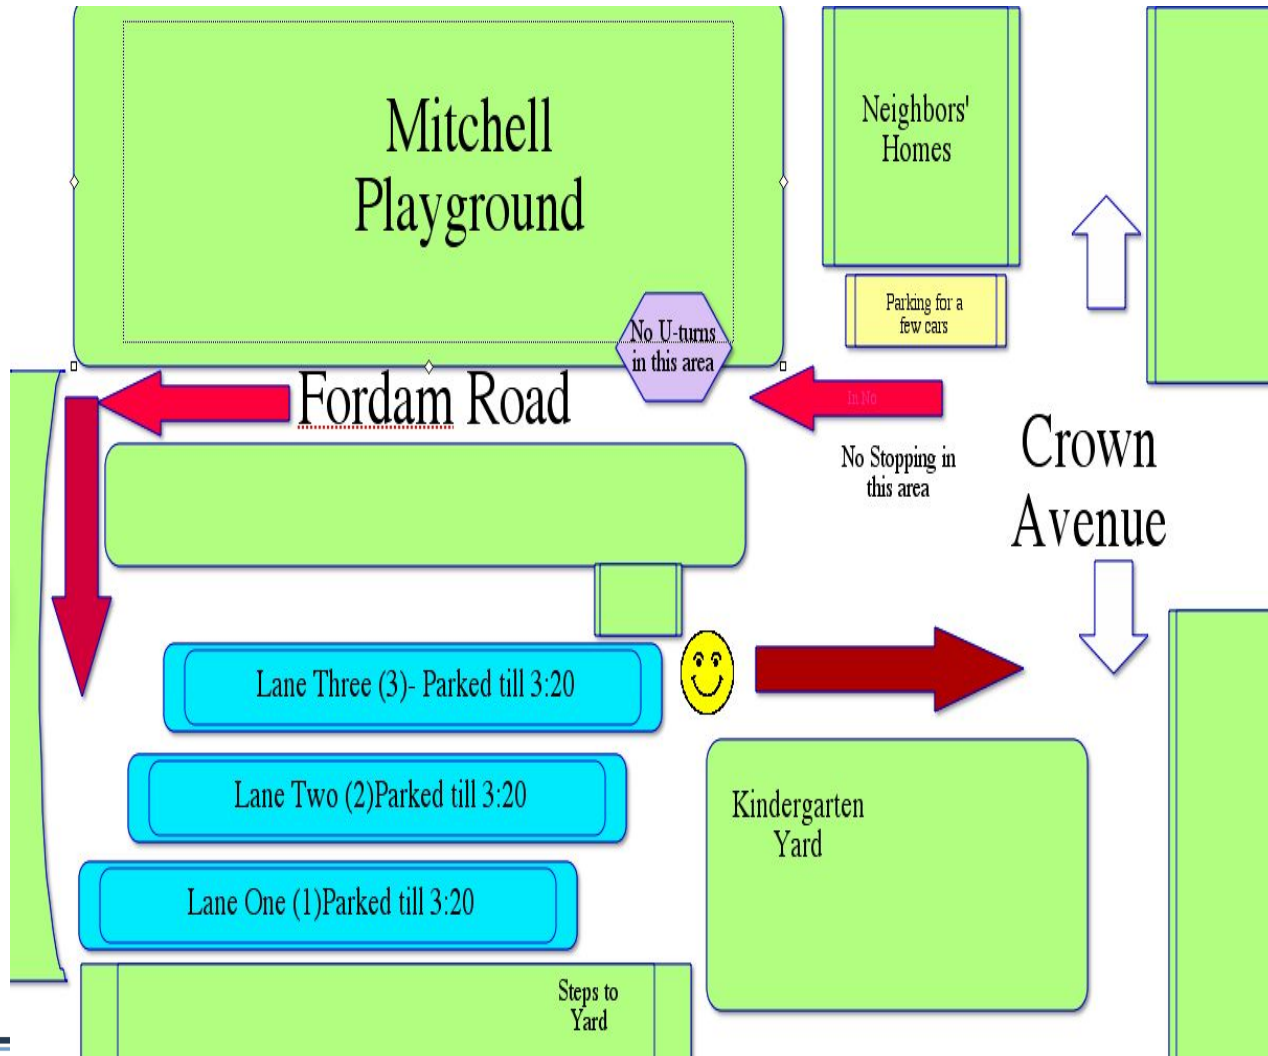 Mitchell
Playground
Neighbors'
Homes
Parking for a
few cars
No U-turns
in this area
Fordam Road
In No
No Stopping in
this area
Crown
Avenue
Lane Three (3)- Parked till 3:20
Lane Two (2)Parked till 3:20
Kindergarten
Yard
Lane One (1)Parked till 3:20
Steps to
Yard